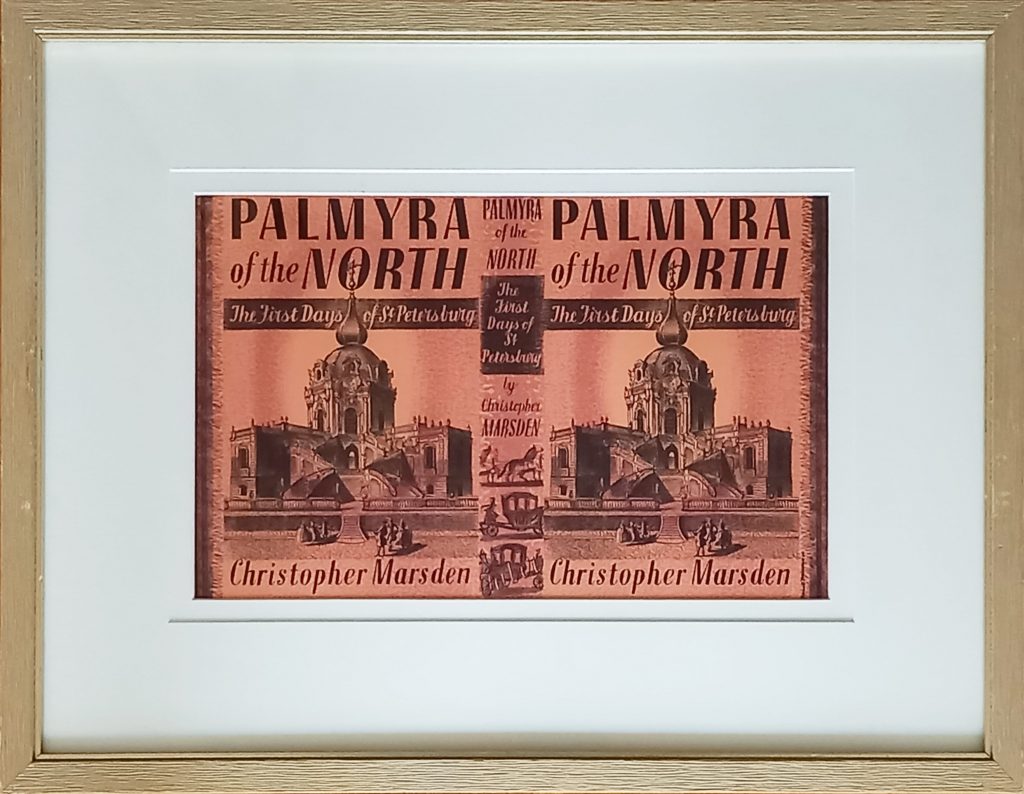 PALMYRA
of the NORTH
The First Days of St Petersburg
Christopher Marsden
PALMYRA
of the
NORTH
The
First
Days of
St
Petersburg
by
Christopher
MARSDEN
PALMYRA
of the NORTH
The First Days of St Petersburg
Christopher Marsden